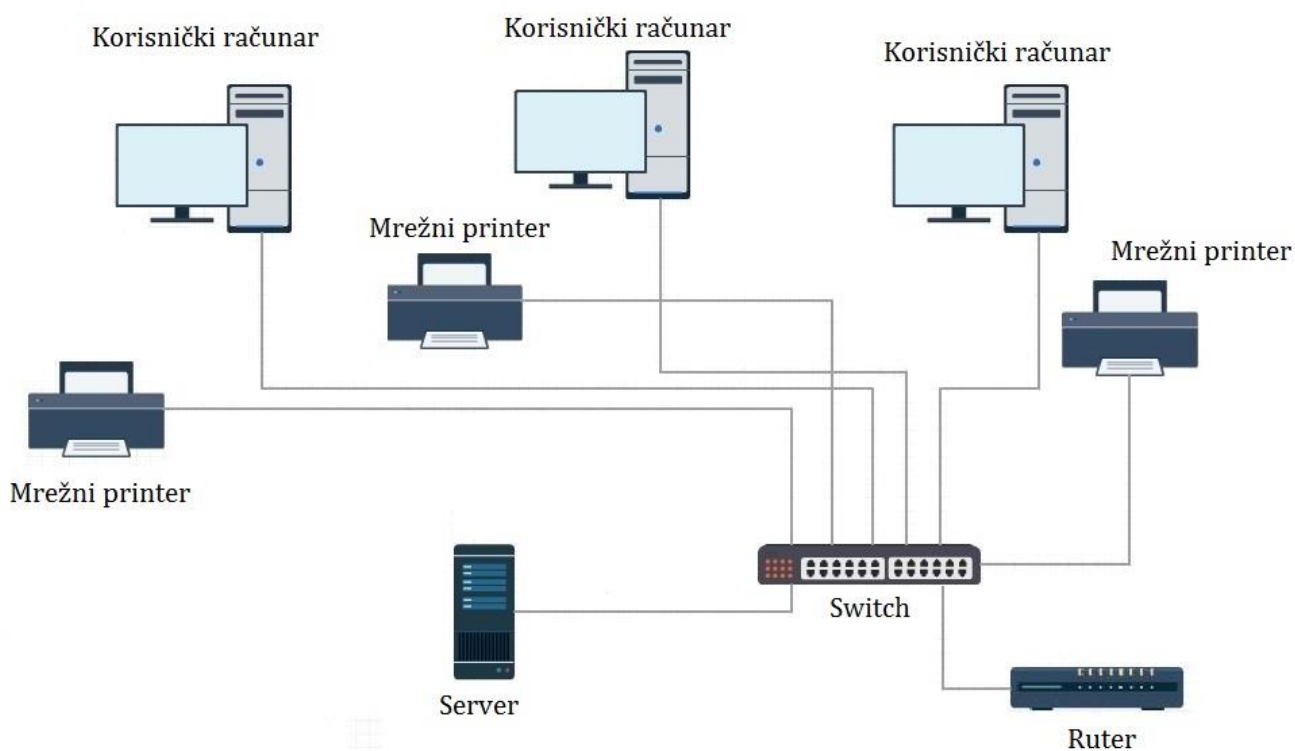 Korisnički računar
Korisnički računar
Korisnički računar
Mrežni printer
Mrežni printer
Mrežni printer
Switch
Server
Ruter